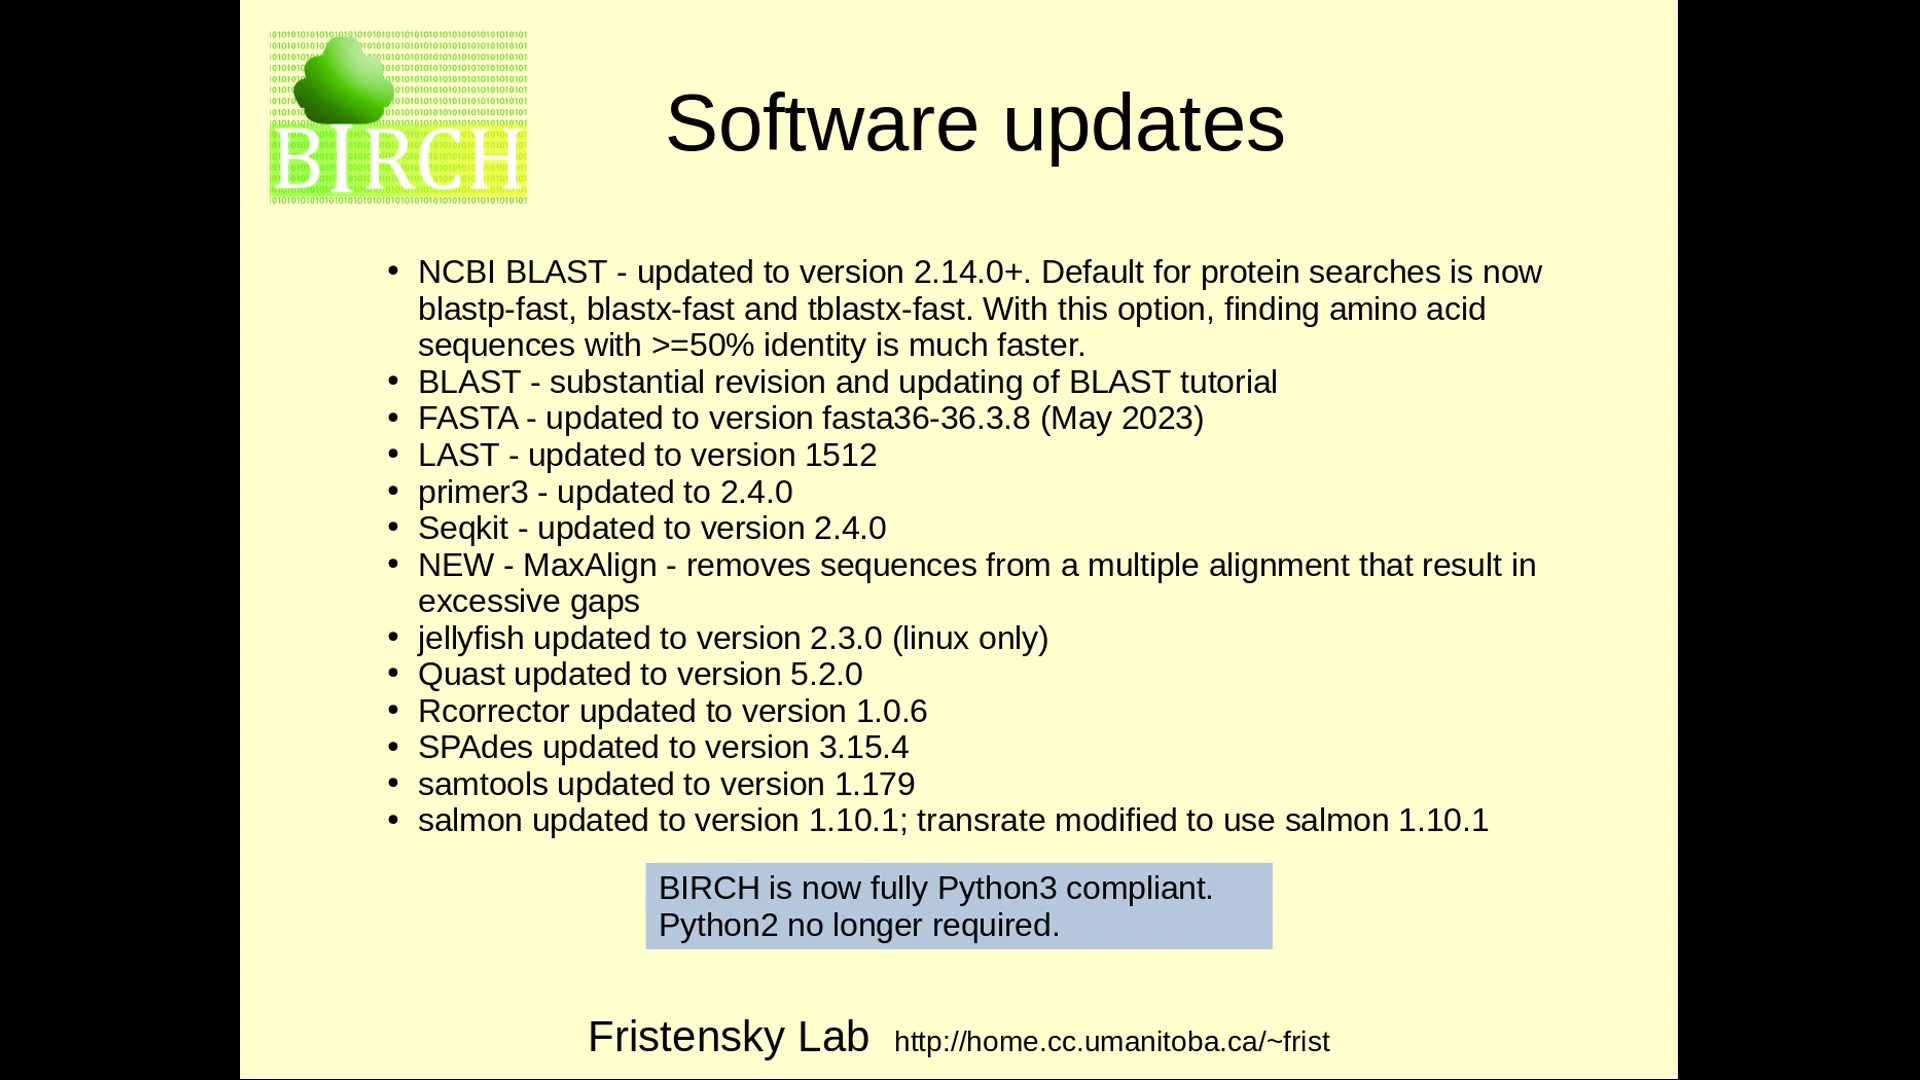 BIRCH
Software updates
• NCBI BLAST - updated to version 2.14.0+. Default for protein searches is now
blastp-fast, blastx-fast and tblastx-fast. With this option, finding amino acid
sequences with >=50% identity is much faster.
• BLAST - substantial revision and updating of BLAST tutorial
• FASTA - updated to version fasta36-36.3.8 (May 2023)
• LAST - updated to version 1512
• primer3 - updated to 2.4.0
• Seqkit - updated to version 2.4.0
• NEW - MaxAlign - removes sequences from a multiple alignment that result in
excessive gaps
• jellyfish updated to version 2.3.0 (linux only)
• Quast updated to version 5.2.0
• Rcorrector updated to version 1.0.6
• SPAdes updated to version 3.15.4
• samtools updated to version 1.179
• salmon updated to version 1.10.1; transrate modified to use salmon 1.10.1
BIRCH is now fully Python3 compliant.
Python2 no longer required.
Fristensky Lab http://home.cc.umanitoba.ca/~frist